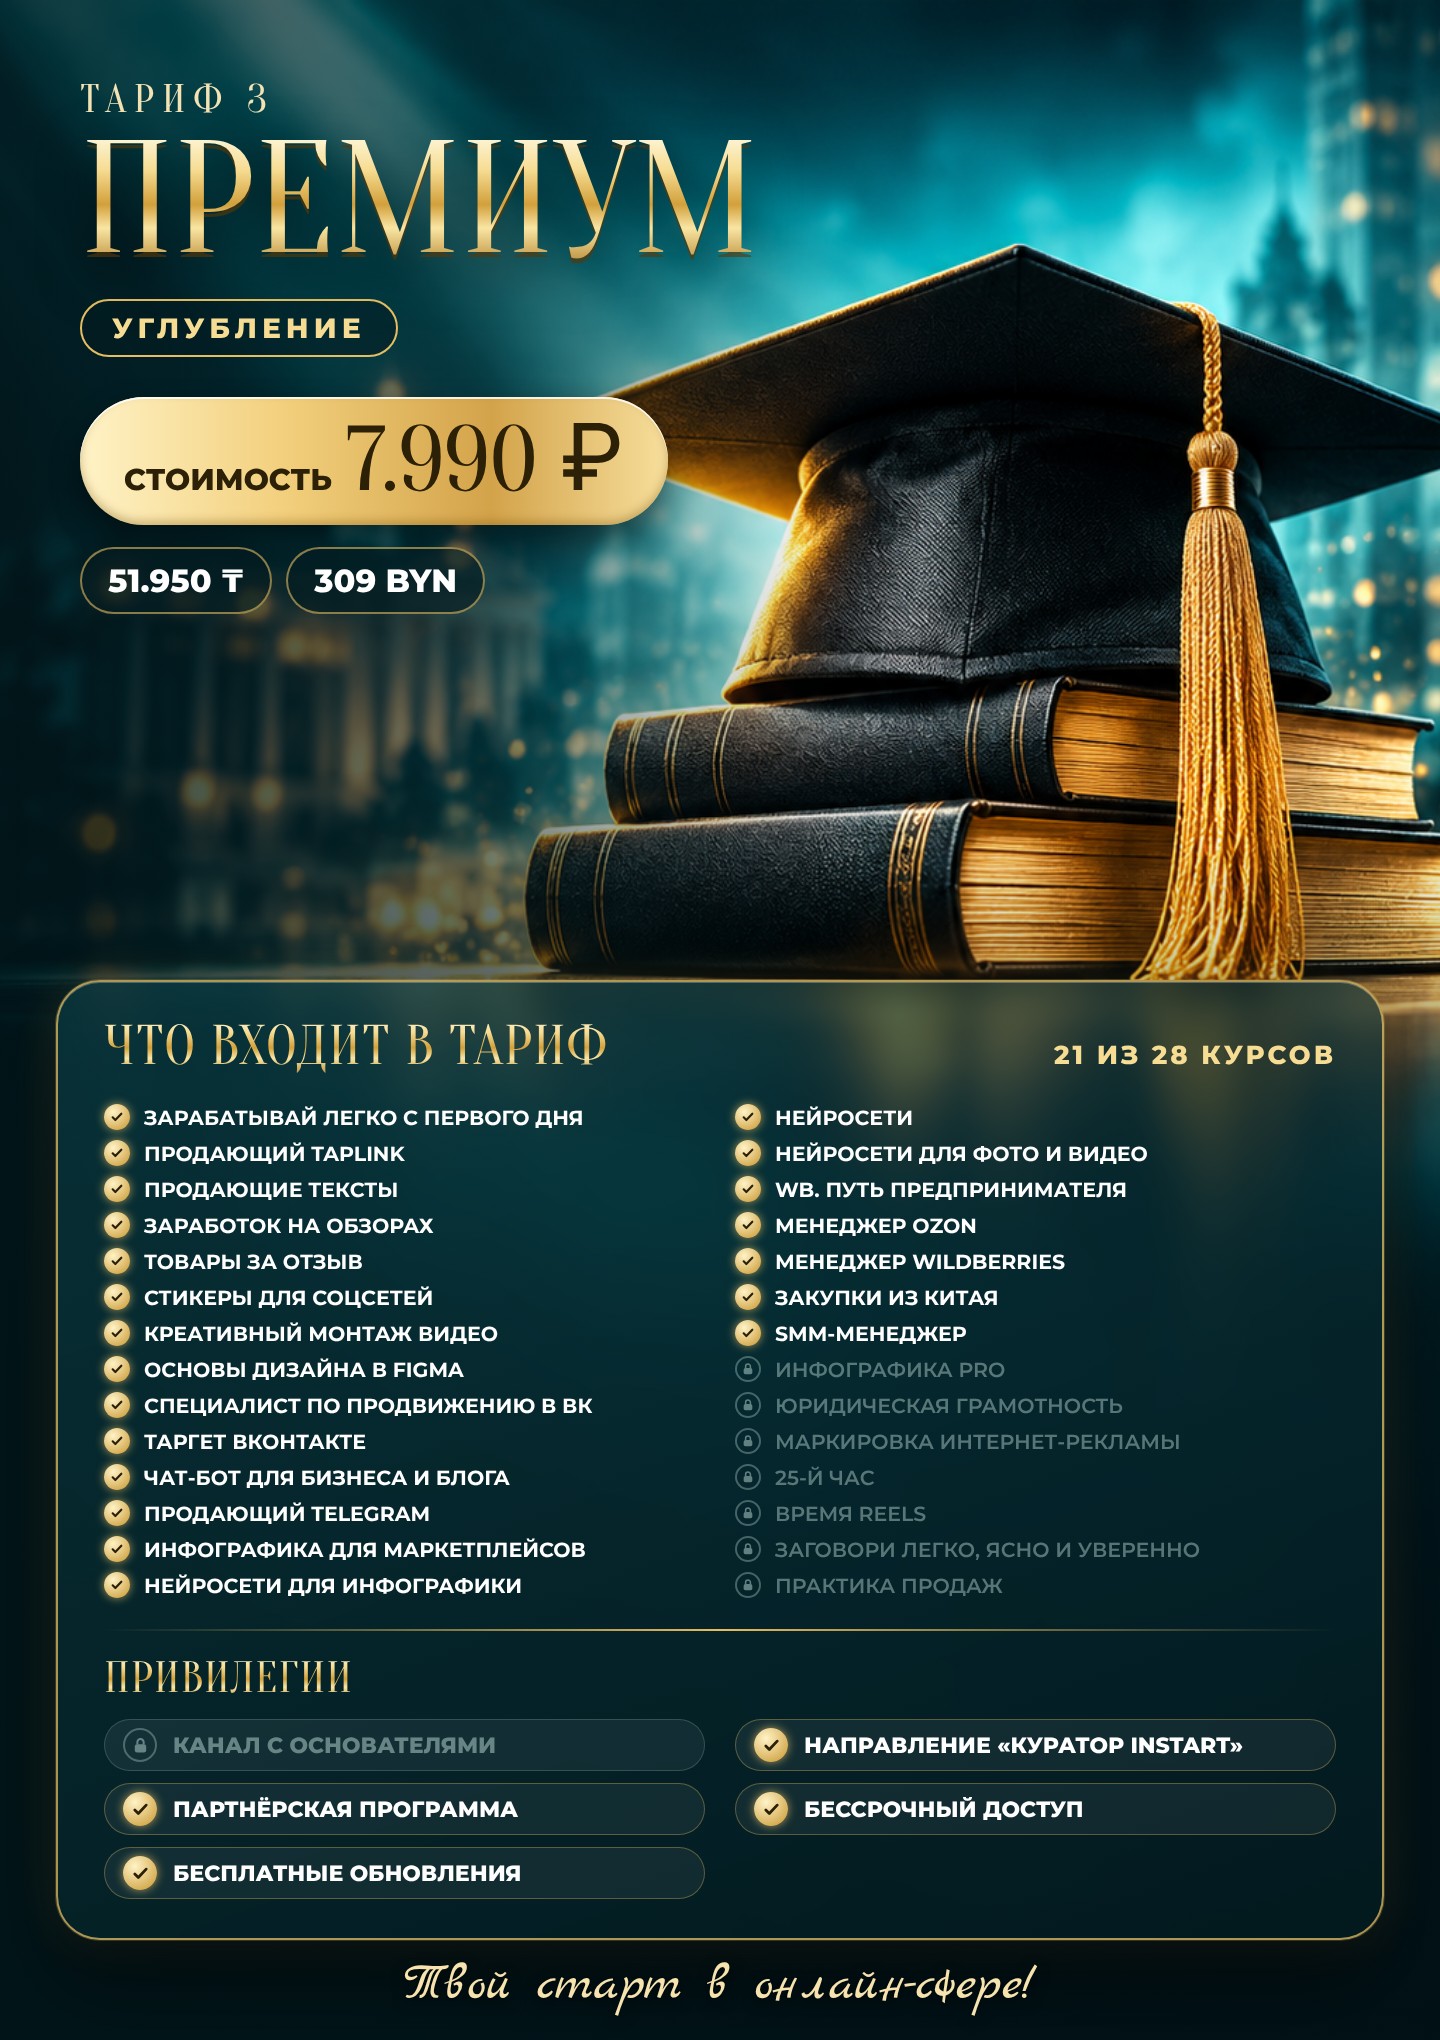 ТАРИФ 3
ПРЕМИУМ
УГЛУБЛЕНИЕ
стоимость 7.990 ₽
51.950 ₸
309 BYN
ЧТО ВХОДИТ В ТАРИФ
21 ИЗ 28 КУРСОВ
ЗАРАБАТЫВАЙ ЛЕГКО С ПЕРВОГО ДНЯ
ПРОДАЮЩИЙ TAPLINK
ПРОДАЮЩИЕ ТЕКСТЫ
ЗАРАБОТОК НА ОБЗОРАХ
ТОВАРЫ ЗА ОТЗЫВ
СТИКЕРЫ ДЛЯ СОЦСЕТЕЙ
КРЕАТИВНЫЙ МОНТАЖ ВИДЕО
ОСНОВЫ ДИЗАЙНА В FIGMA
СПЕЦИАЛИСТ ПО ПРОДВИЖЕНИЮ В ВК
ТАРГЕТ ВКОНТАКТЕ
ЧАТ-БОТ ДЛЯ БИЗНЕСА И БЛОГА
ПРОДАЮЩИЙ TELEGRAM
ИНФОГРАФИКА ДЛЯ МАРКЕТПЛЕЙСОВ
НЕЙРОСЕТИ ДЛЯ ИНФОГРАФИКИ
НЕЙРОСЕТИ
НЕЙРОСЕТИ ДЛЯ ФОТО И ВИДЕО
WB. ПУТЬ ПРЕДПРИНИМАТЕЛЯ
МЕНЕДЖЕР OZON
МЕНЕДЖЕР WILDBERRIES
ЗАКУПКИ ИЗ КИТАЯ
SMM-МЕНЕДЖЕР
ИНФОГРАФИКА PRO
ЮРИДИЧЕСКАЯ ГРАМОТНОСТЬ
МАРКИРОВКА ИНТЕРНЕТ-РЕКЛАМЫ
25-Й ЧАС
ВРЕМЯ REELS
ЗАГОВОРИ ЛЕГКО, ЯСНО И УВЕРЕННО
ПРАКТИКА ПРОДАЖ
ПРИВИЛЕГИИ
КАНАЛ С ОСНОВАТЕЛЯМИ
НАПРАВЛЕНИЕ «КУРАТОР INSTART»
ПАРТНЁРСКАЯ ПРОГРАММА
БЕССРОЧНЫЙ ДОСТУП
БЕСПЛАТНЫЕ ОБНОВЛЕНИЯ
Твой старт в онлайн-сфере!